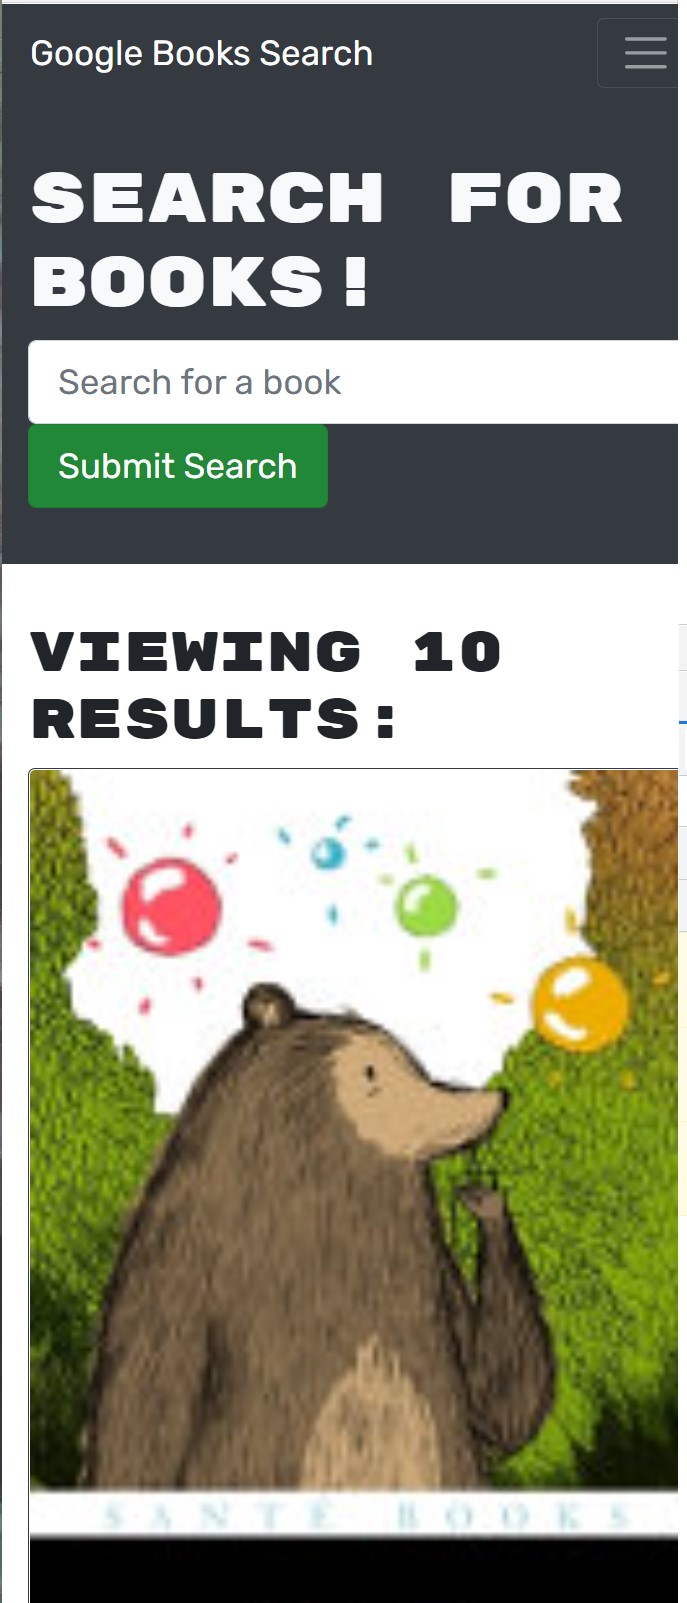 Google Books Search
SEARCH FOR
BOOKS!
Search for a book
Submit Search
VIEWING 10
RESULTS:
SANTÉ BOOKS